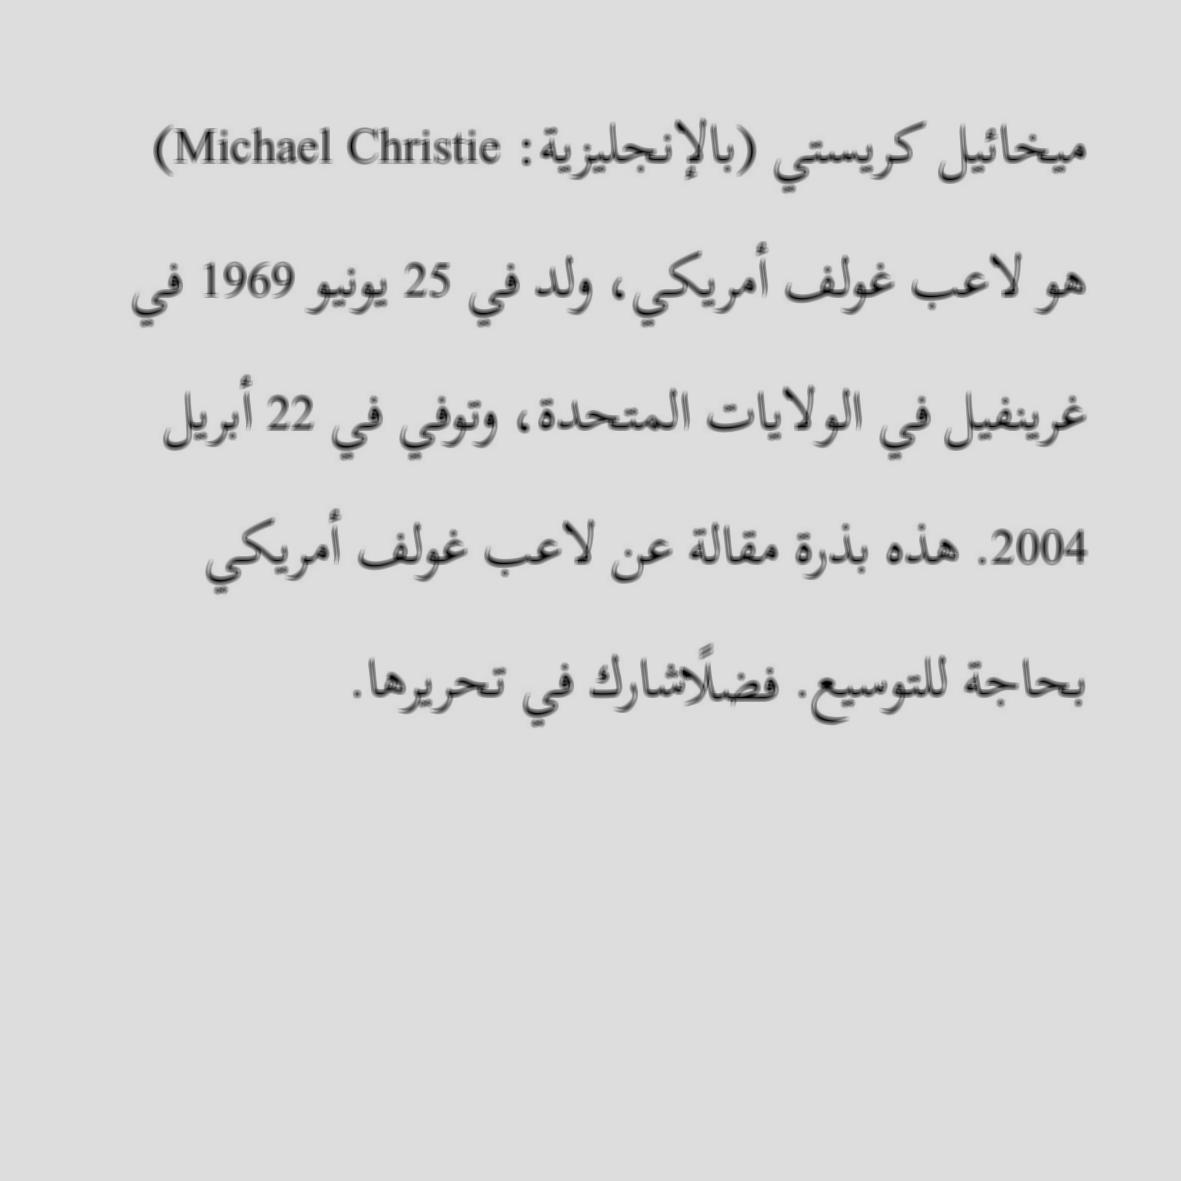 ميخائيل كريستي (بالإنجليزية: Michael Christie)
هو لاعب غولف أمريكي، ولد في 25 يونيو 1969 في
غرينفيل في الولايات المتحدة، وتوفي في 22 أبريل
2004. هذه بذرة مقالة عن لاعب غولف أمريكي
بحاجة للتوسيع. فضلًاشارك في تحريرها.